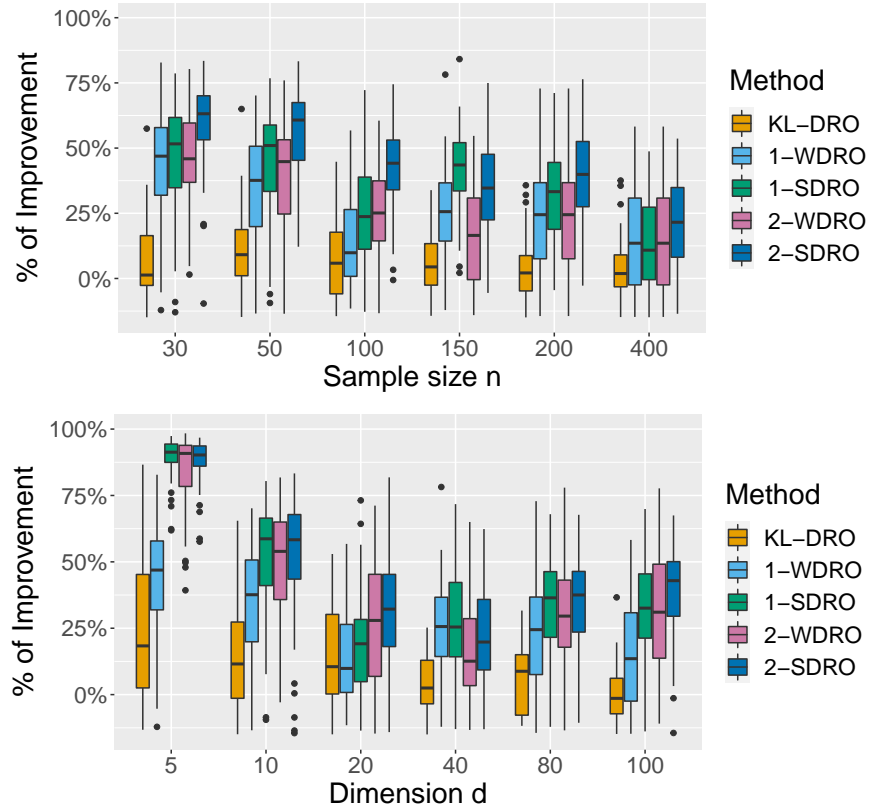 100%
75%
50%
25%
0%
% of Improvement
30 50 100 150 200 400
Sample size n
Method
KL−DRO
1−WDRO
1−SDRO
2−WDRO
2−SDRO
100%
75%
50%
25%
0%
% of Improvement
5 10 20 40 80 100
Dimension d
Method
KL−DRO
1−WDRO
1−SDRO
2−WDRO
2−SDRO